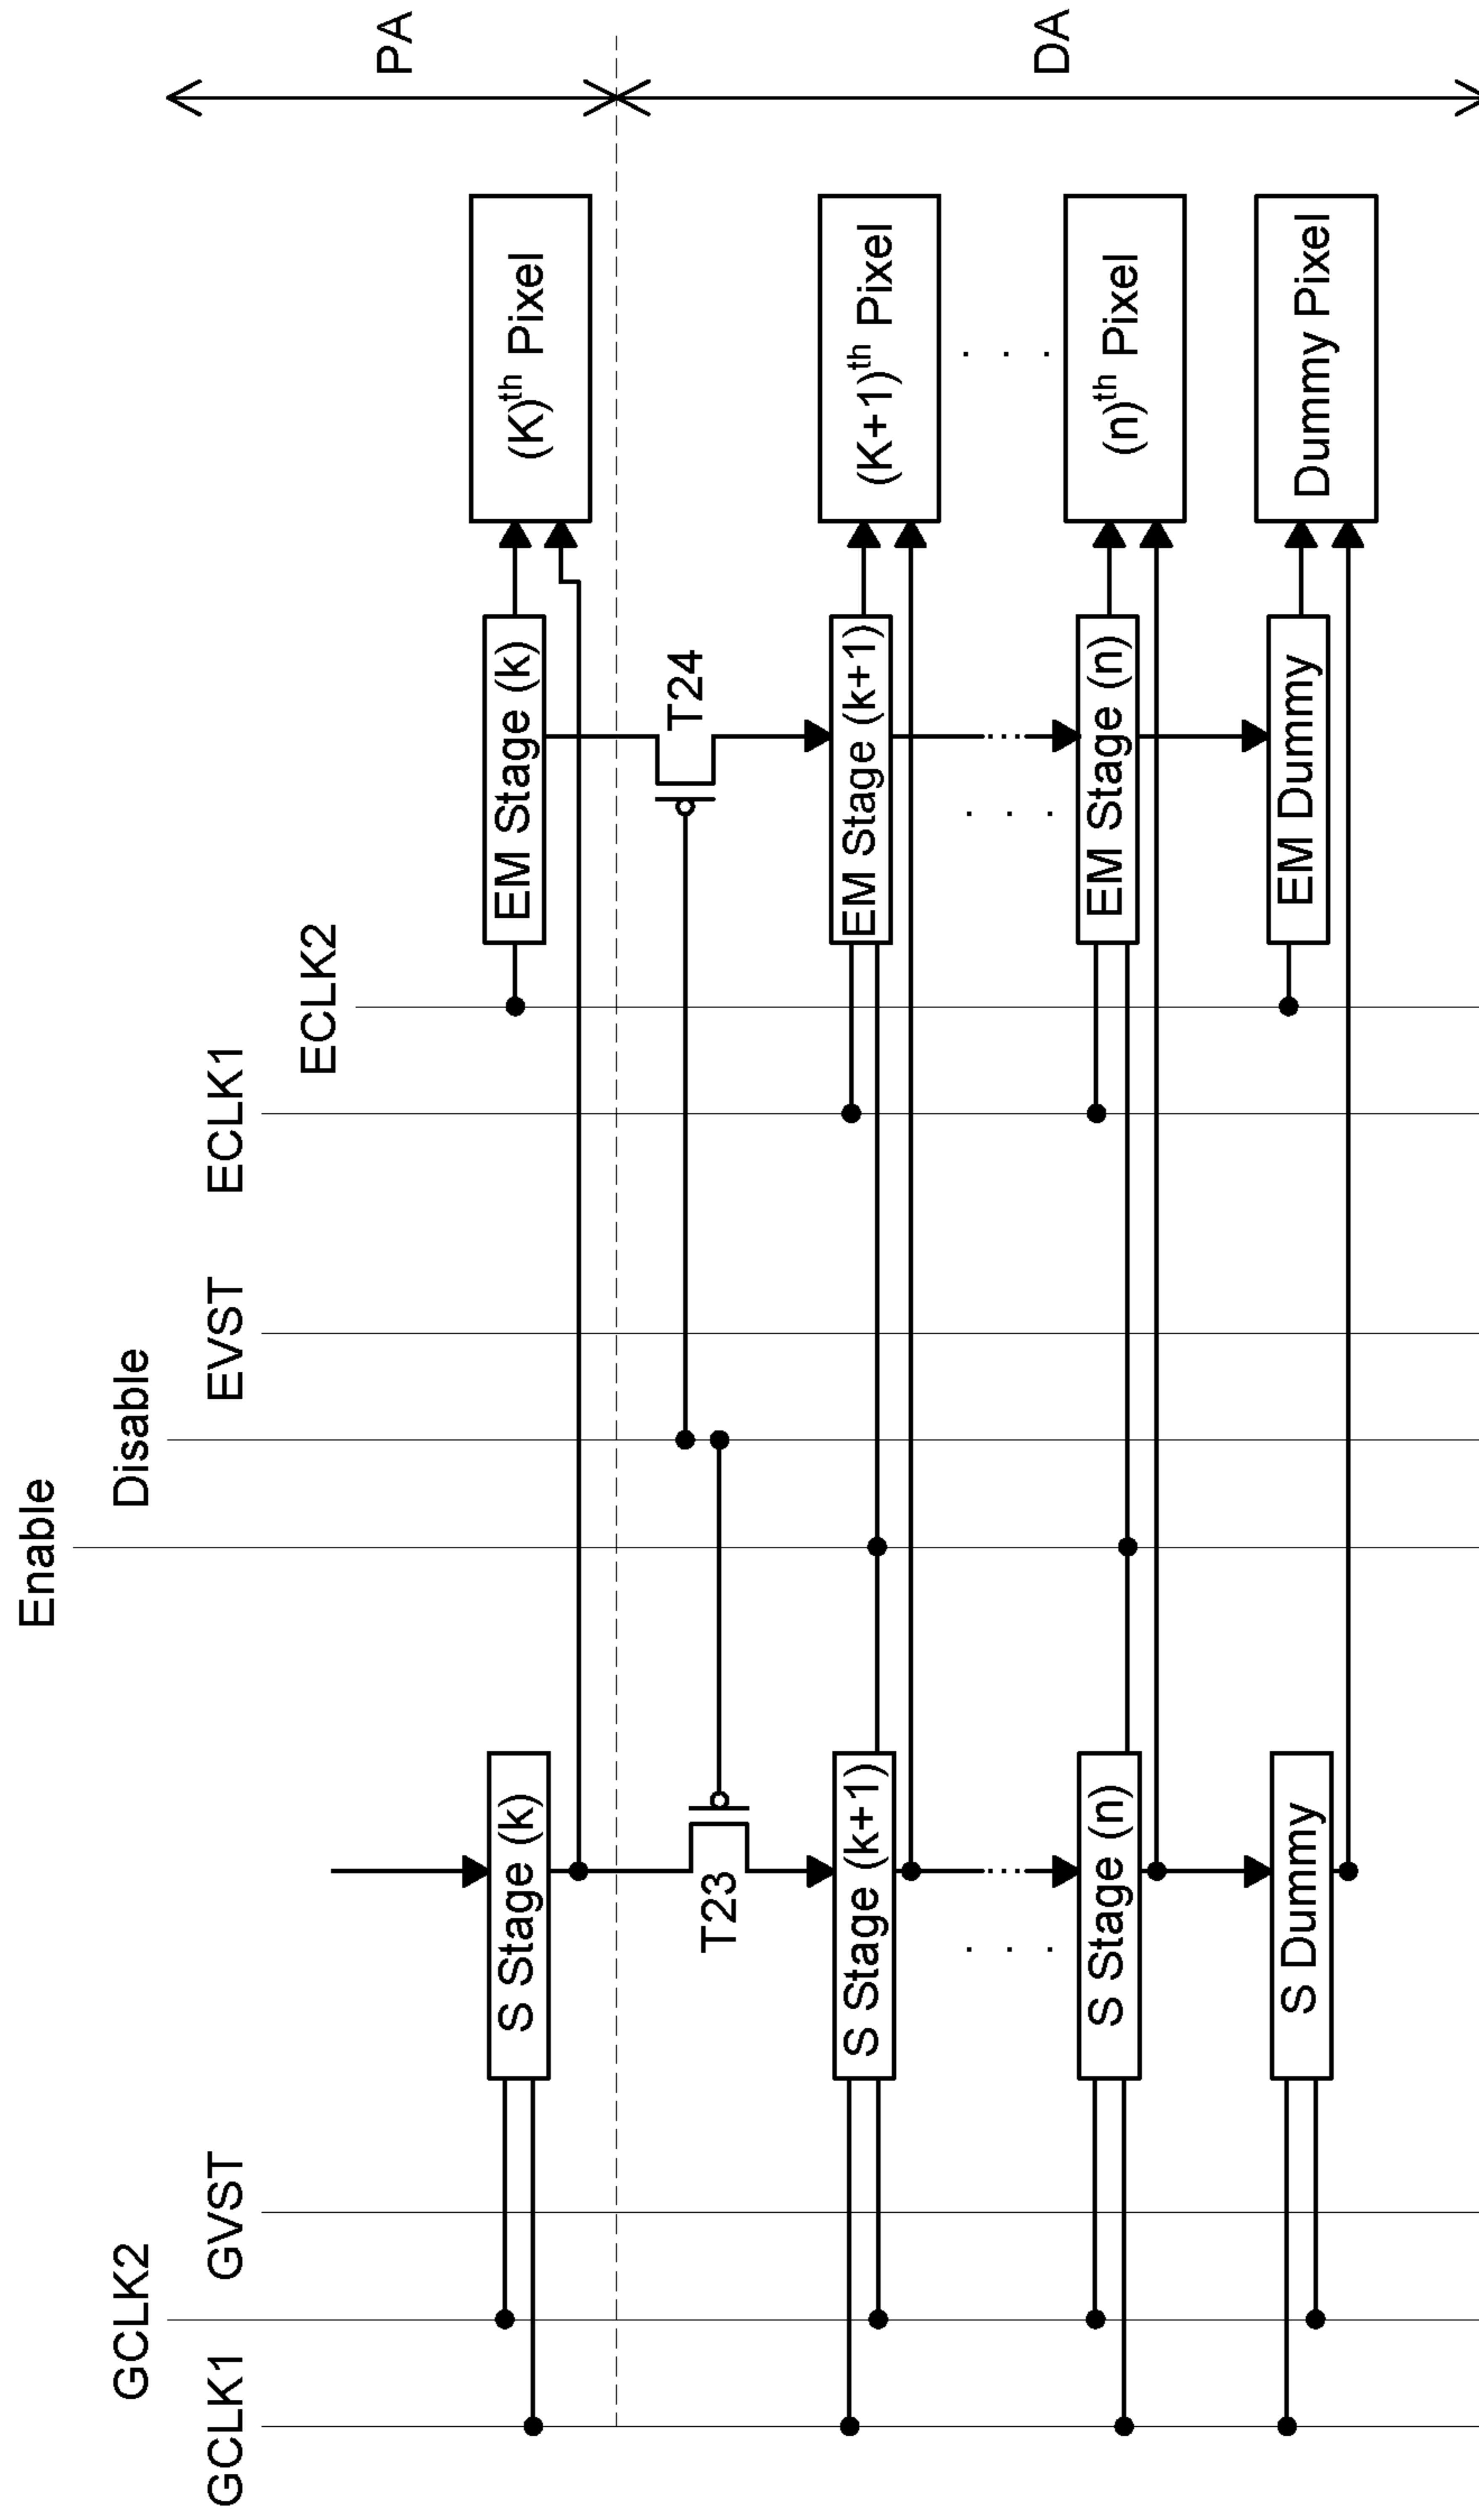 Enable
GCLK2
Disable
GCLK1
GVST
EVST
ECLK1
ECLK2
PA
S Stage (k)
EM Stage (k)
(K)th Pixel
T23
T24
DA
S Stage (k+1)
EM Stage (k+1)
(K+1)th Pixel
. . .
. . .
. . .
S Stage (n)
EM Stage (n)
(n)th Pixel
S Dummy
EM Dummy
Dummy Pixel